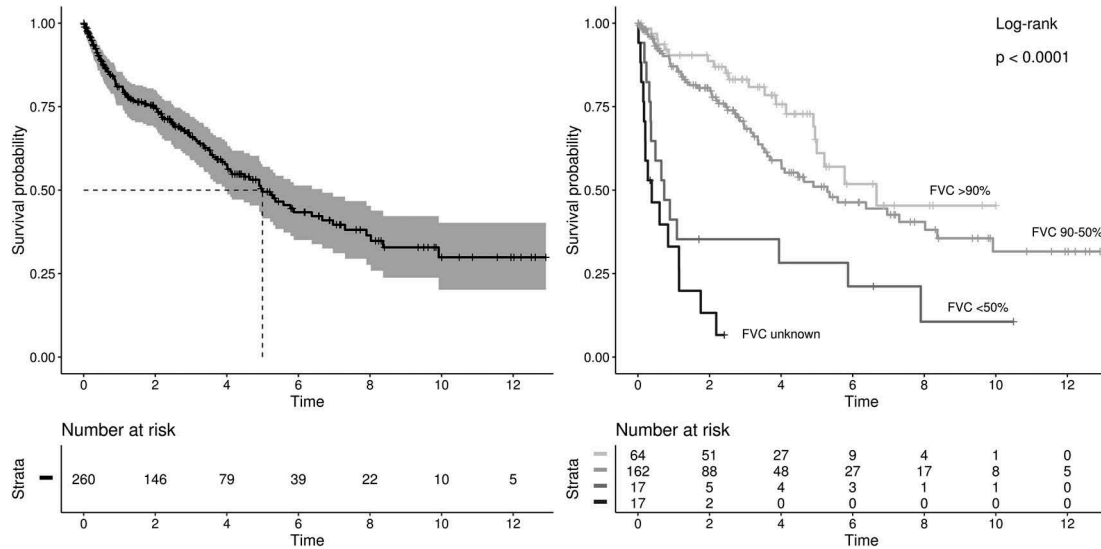 1.00
0.75
0.50
0.25
0.00
Survival probability
0 2 4 6 8 10 12
Time
Number at risk
Strata
260 146 79 39 22 10 5
0 2 4 6 8 10 12
Time
1.00
0.75
0.50
0.25
0.00
Survival probability
Log-rank
p < 0.0001
FVC >90%
FVC 90-50%
FVC <50%
FVC unknown
0 2 4 6 8 10 12
Time
Number at risk
Strata
64 51 27 9 4 1 0
162 88 48 27 17 8 5
17 5 4 3 1 1 0
17 2 0 0 0 0 0
0 2 4 6 8 10 12
Time